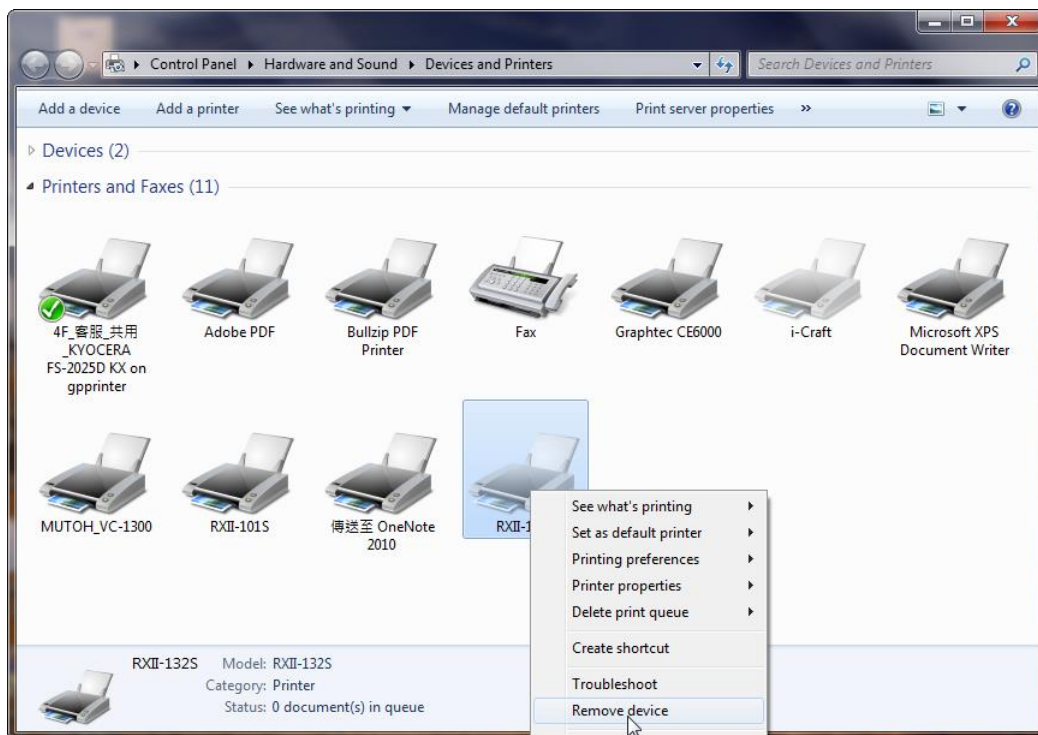 Control Panel ▸ Hardware and Sound ▸ Devices and Printers
Search Devices and Printers
Add a device Add a printer See what's printing Manage default printers Print server properties »
Devices (2)
Printers and Faxes (11)
4F_客服_共用
_KYOCERA
FS-2025D KX on
gpprinter
Adobe PDF
Bullzip PDF
Printer
Fax
Graphtec CE6000
i-Craft
Microsoft XPS
Document Writer
MUTOH_VC-1300
RXII-101S
傳送至 OneNote
2010
RXII-1
See what's printing
Set as default printer
Printing preferences
Printer properties
Delete print queue
Create shortcut
Troubleshoot
Remove device
RXII-132S Model: RXII-132S
Category: Printer
Status: 0 document(s) in queue